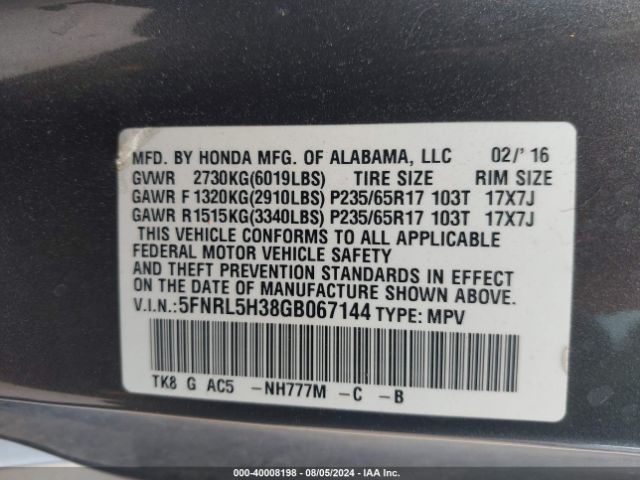 MFD. BY HONDA MFG. OF ALABAMA, LLC 02/' 16
GVWR 2730KG(6019LBS) TIRE SIZE RIM SIZE
GAWR F 1320KG(2910LBS) P235/65R17 103T 17X7J
GAWR R1515KG(3340LBS) P235/65R17 103T 17X7J
THIS VEHICLE CONFORMS TO ALL APPLICABLE
FEDERAL MOTOR VEHICLE SAFETY
AND THEFT PREVENTION STANDARDS IN EFFECT
ON THE DATE OF MANUFACTURE SHOWN ABOVE.
V.I.N.:5FNRL5H38GB067144 TYPE: MPV
TK8 G AC5 -NH777M -C -B
000-40008198 - 08/05/2024 - IAA Inc.